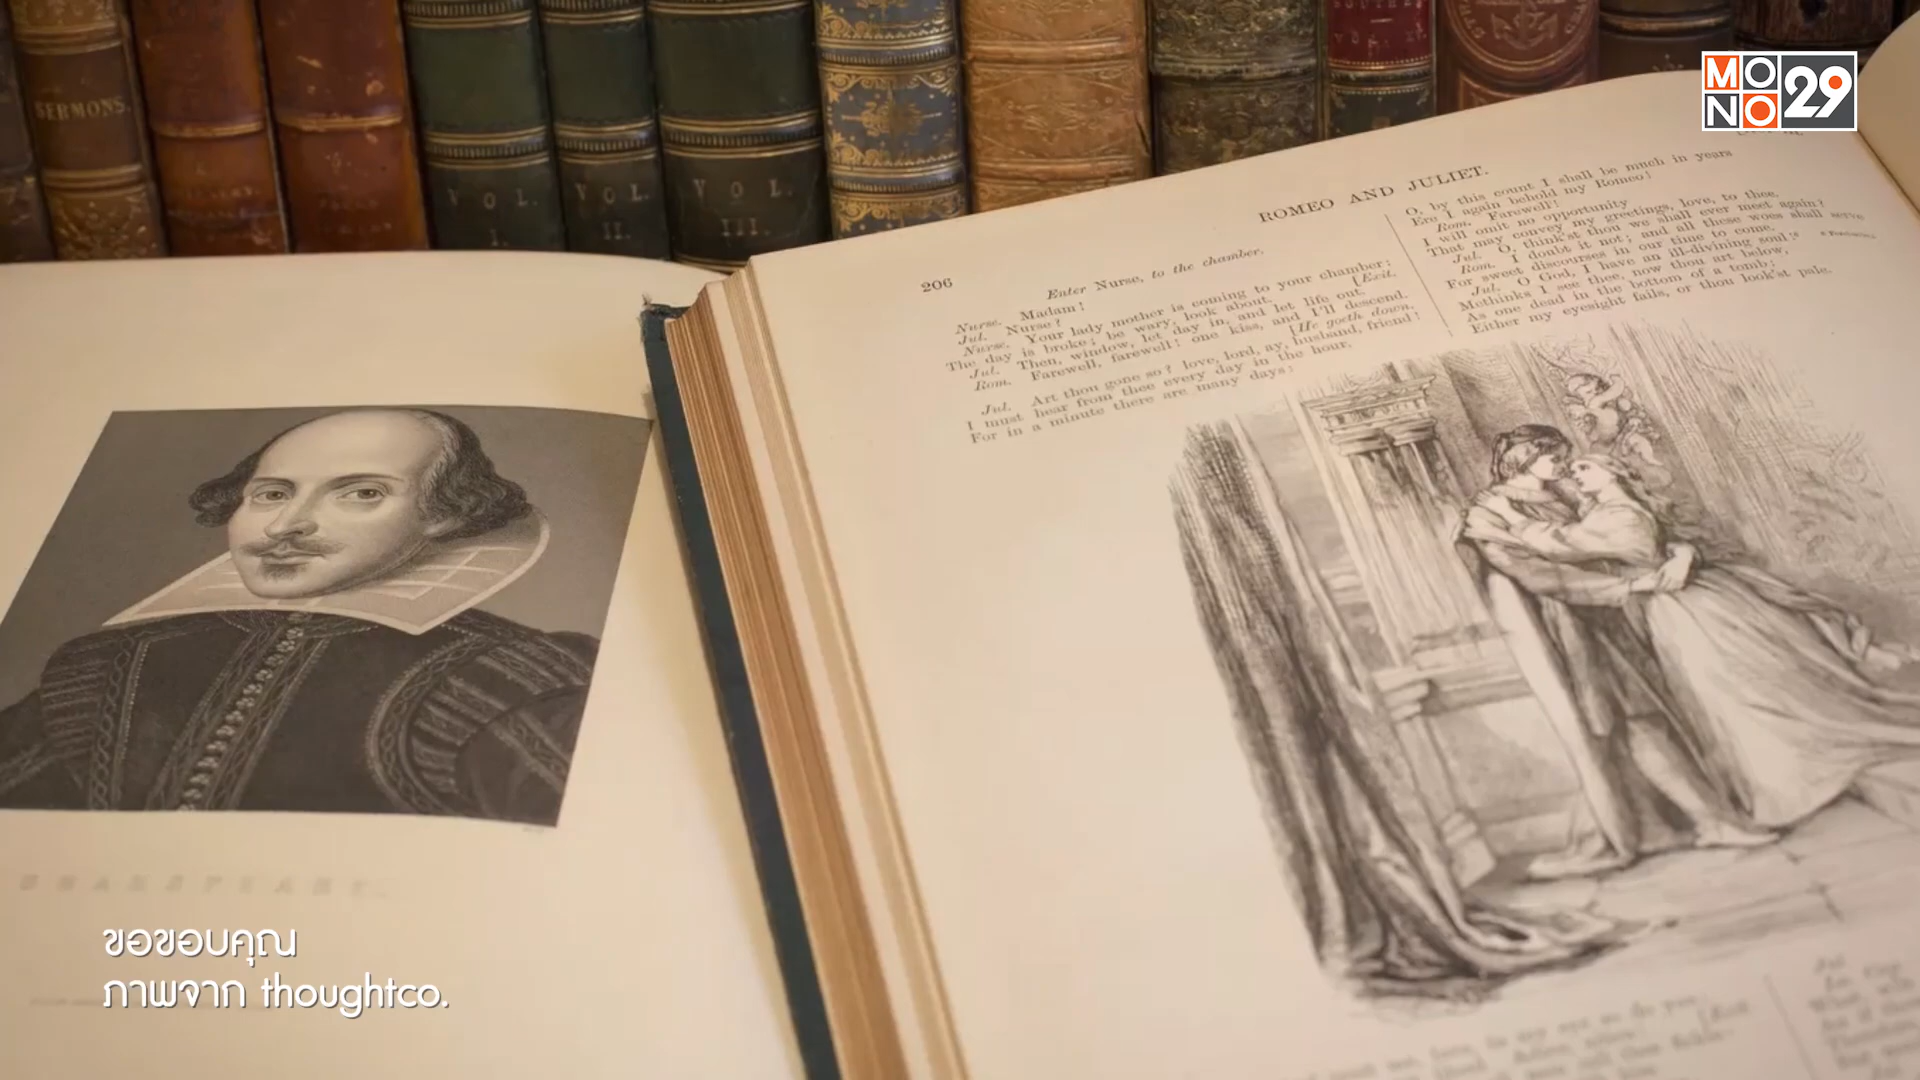 SERMONS.
VOL.
I.
VOL.
II.
VOL.
III.
MONO 29
ROMEO AND JULIET.
206
Enter Nurse, to the chamber.
Nurse. Madam!
Jul. Nurse?
Nurse. Your lady mother is coming to your chamber:
The day is broke; be wary, look about. [Exit.
Jul. Then, window, let day in, and let life out.
Rom. Farewell, farewell! one kiss, and I'll descend.
[He goeth down.
Jul. Art thou gone so? love, lord, ay, husband, friend!
I must hear from thee every day in the hour,
For in a minute there are many days:
O, by this count I shall be much in years
Ere I again behold my Romeo!
Rom. Farewell!
I will omit no opportunity
That may convey my greetings, love, to thee.
Jul. O, think'st thou we shall ever meet again?
Rom. I doubt it not; and all these woes shall serve
For sweet discourses in our time to come.
Jul. O God, I have an ill-divining soul:
Methinks I see thee, now thou art below,
As one dead in the bottom of a tomb:
Either my eyesight fails, or thou look'st pale.
ขอขอบคุณ
ภาพจาก thoughtco.